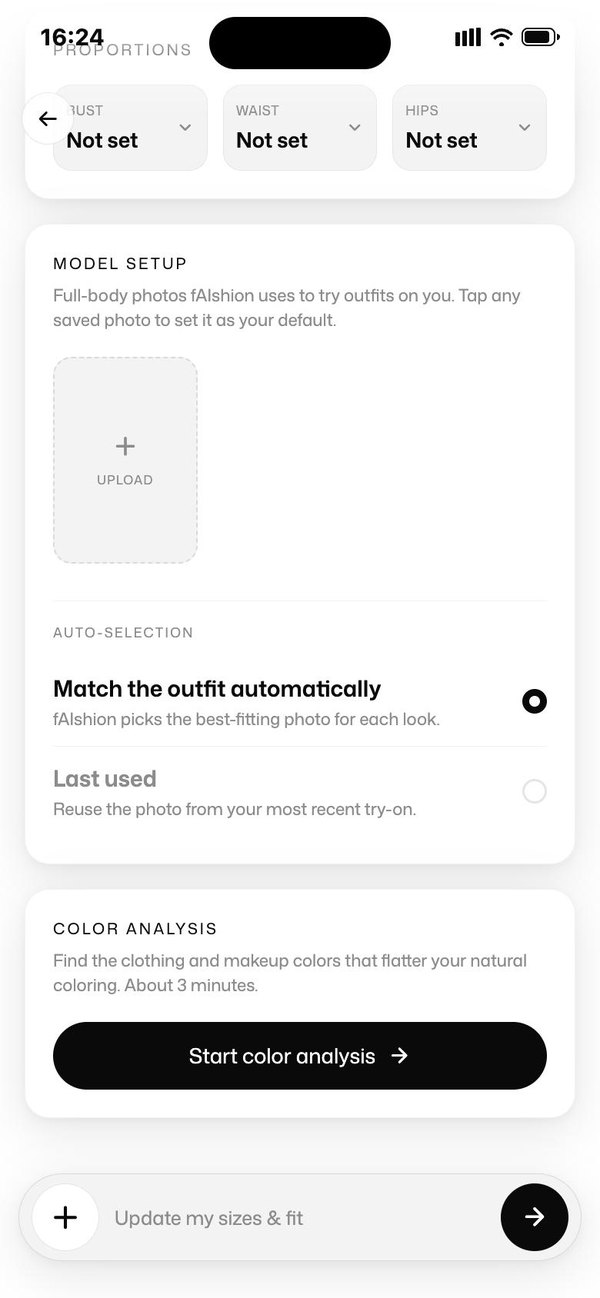 16:24
PROPORTIONS
BUST
WAIST
HIPS
Not set
Not set
Not set
MODEL SETUP
Full-body photos fAIshion uses to try outfits on you. Tap any
saved photo to set it as your default.
UPLOAD
AUTO-SELECTION
Match the outfit automatically
fAIshion picks the best-fitting photo for each look.
Last used
Reuse the photo from your most recent try-on.
COLOR ANALYSIS
Find the clothing and makeup colors that flatter your natural
coloring. About 3 minutes.
Start color analysis
Update my sizes & fit